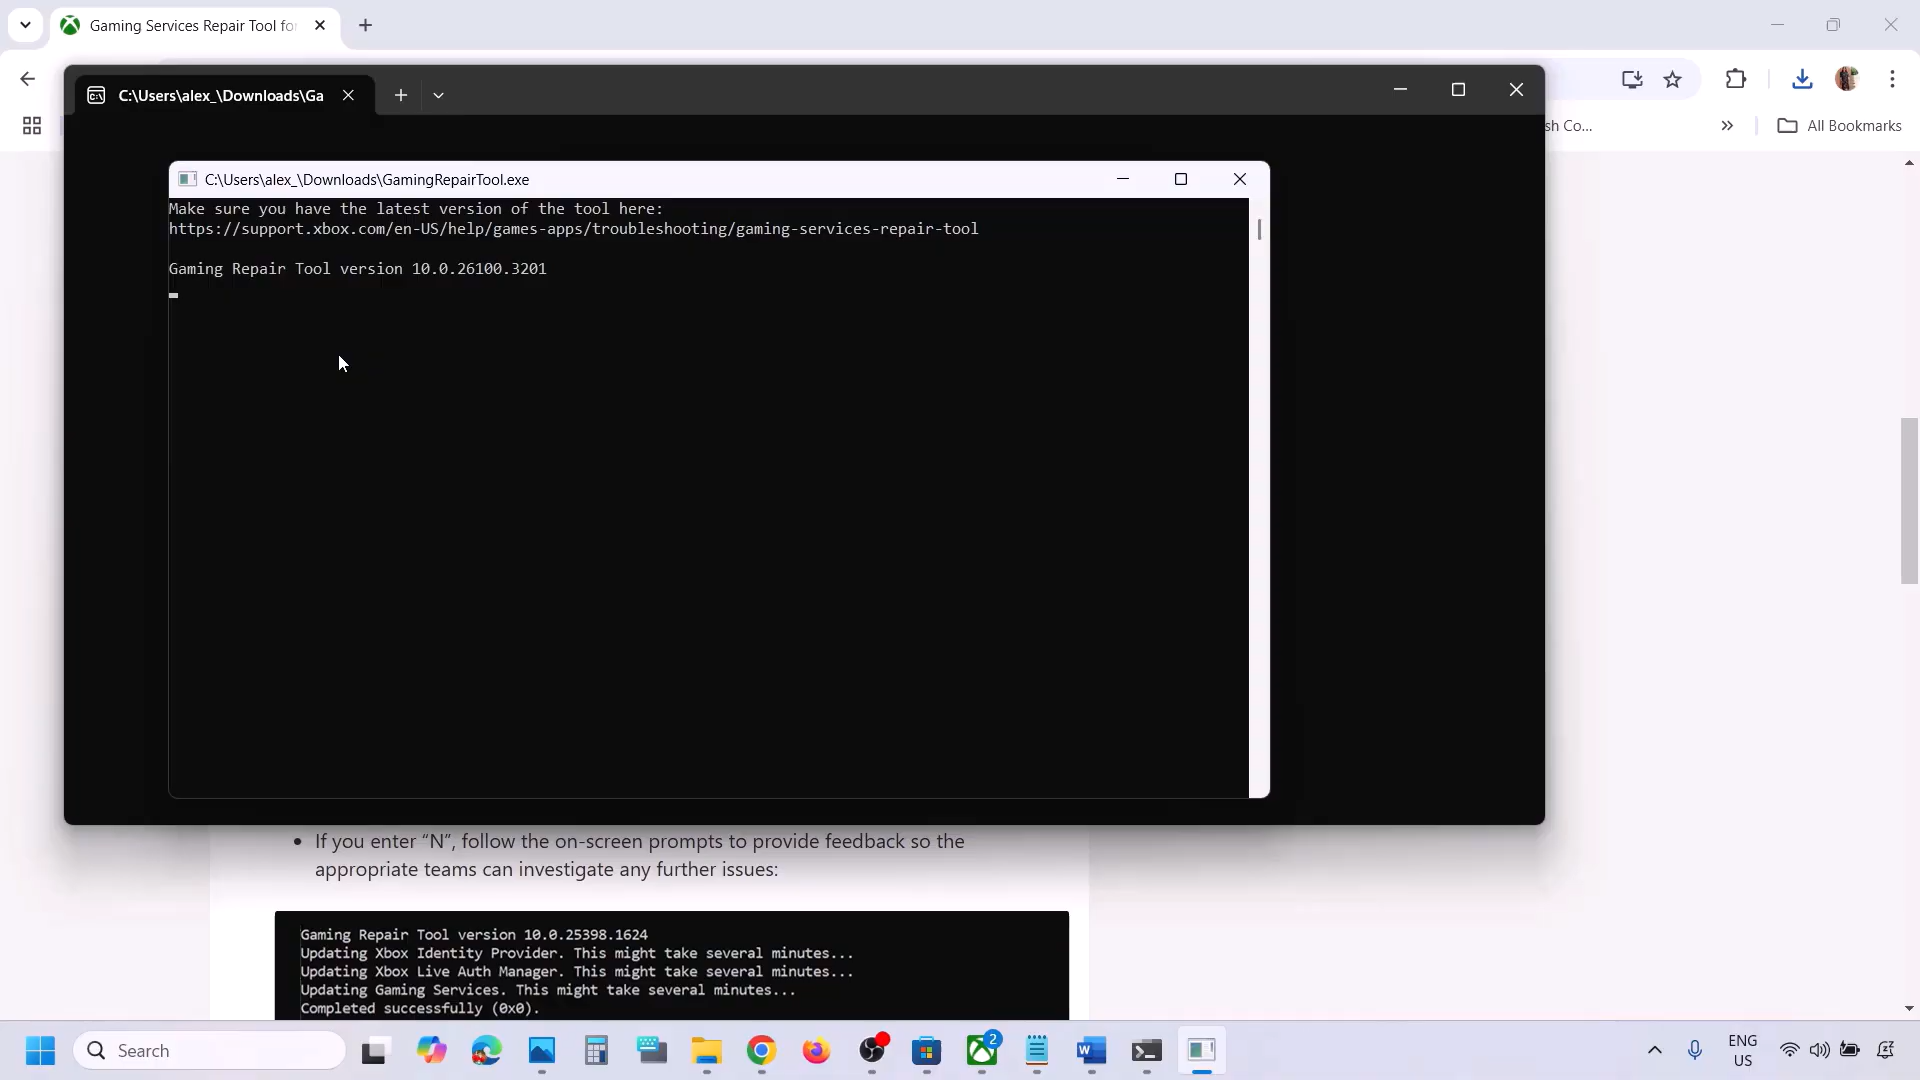 Gaming Services Repair Tool fo
sh Co...
All Bookmarks
C:\Users\alex_\Downloads\Ga
C:\Users\alex_\Downloads\GamingRepairTool.exe
Make sure you have the latest version of the tool here:
https://support.xbox.com/en-US/help/games-apps/troubleshooting/gaming-services-repair-tool
Gaming Repair Tool version 10.0.26100.3201
• If you enter “N”, follow the on-screen prompts to provide feedback so the
appropriate teams can investigate any further issues:
Gaming Repair Tool version 10.0.25398.1624
Updating Xbox Identity Provider. This might take several minutes...
Updating Xbox Live Auth Manager. This might take several minutes...
Updating Gaming Services. This might take several minutes...
Completed successfully (0x0).
Search
2
ENG
US